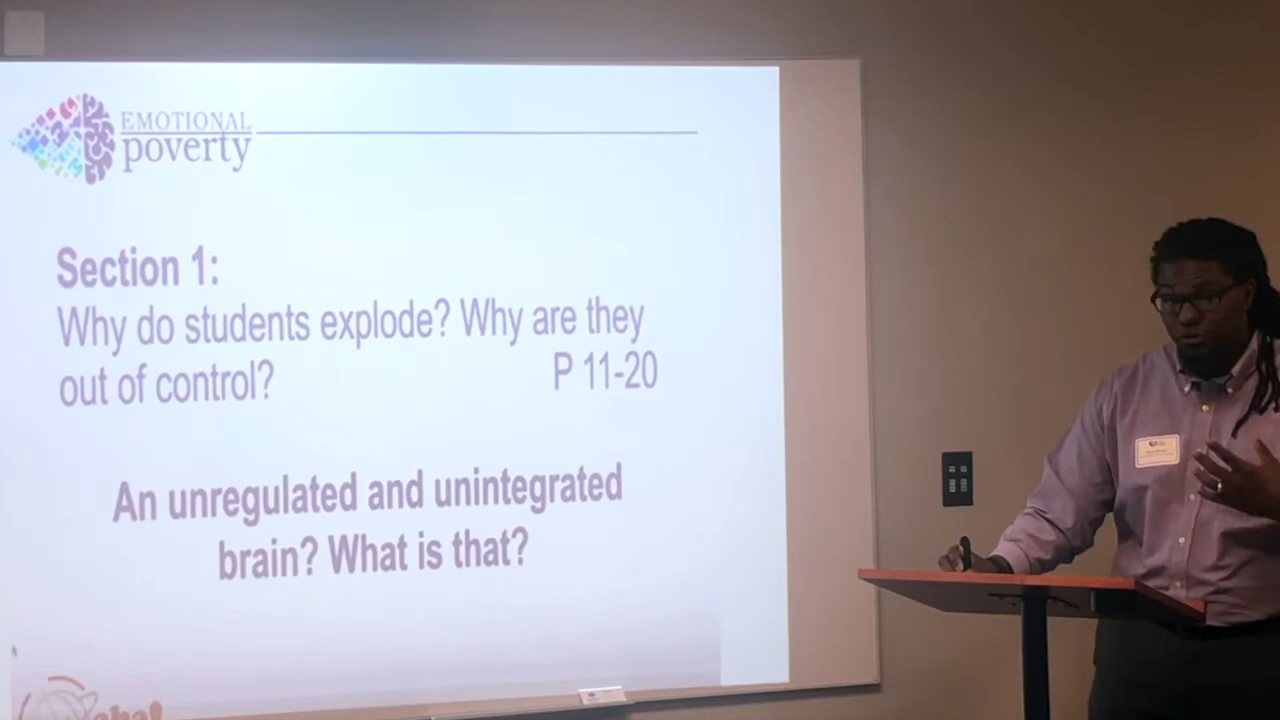 EMOTIONAL
poverty
Section 1:
Why do students explode? Why are they
out of control? P 11-20
An unregulated and unintegrated
brain? What is that?
aha!